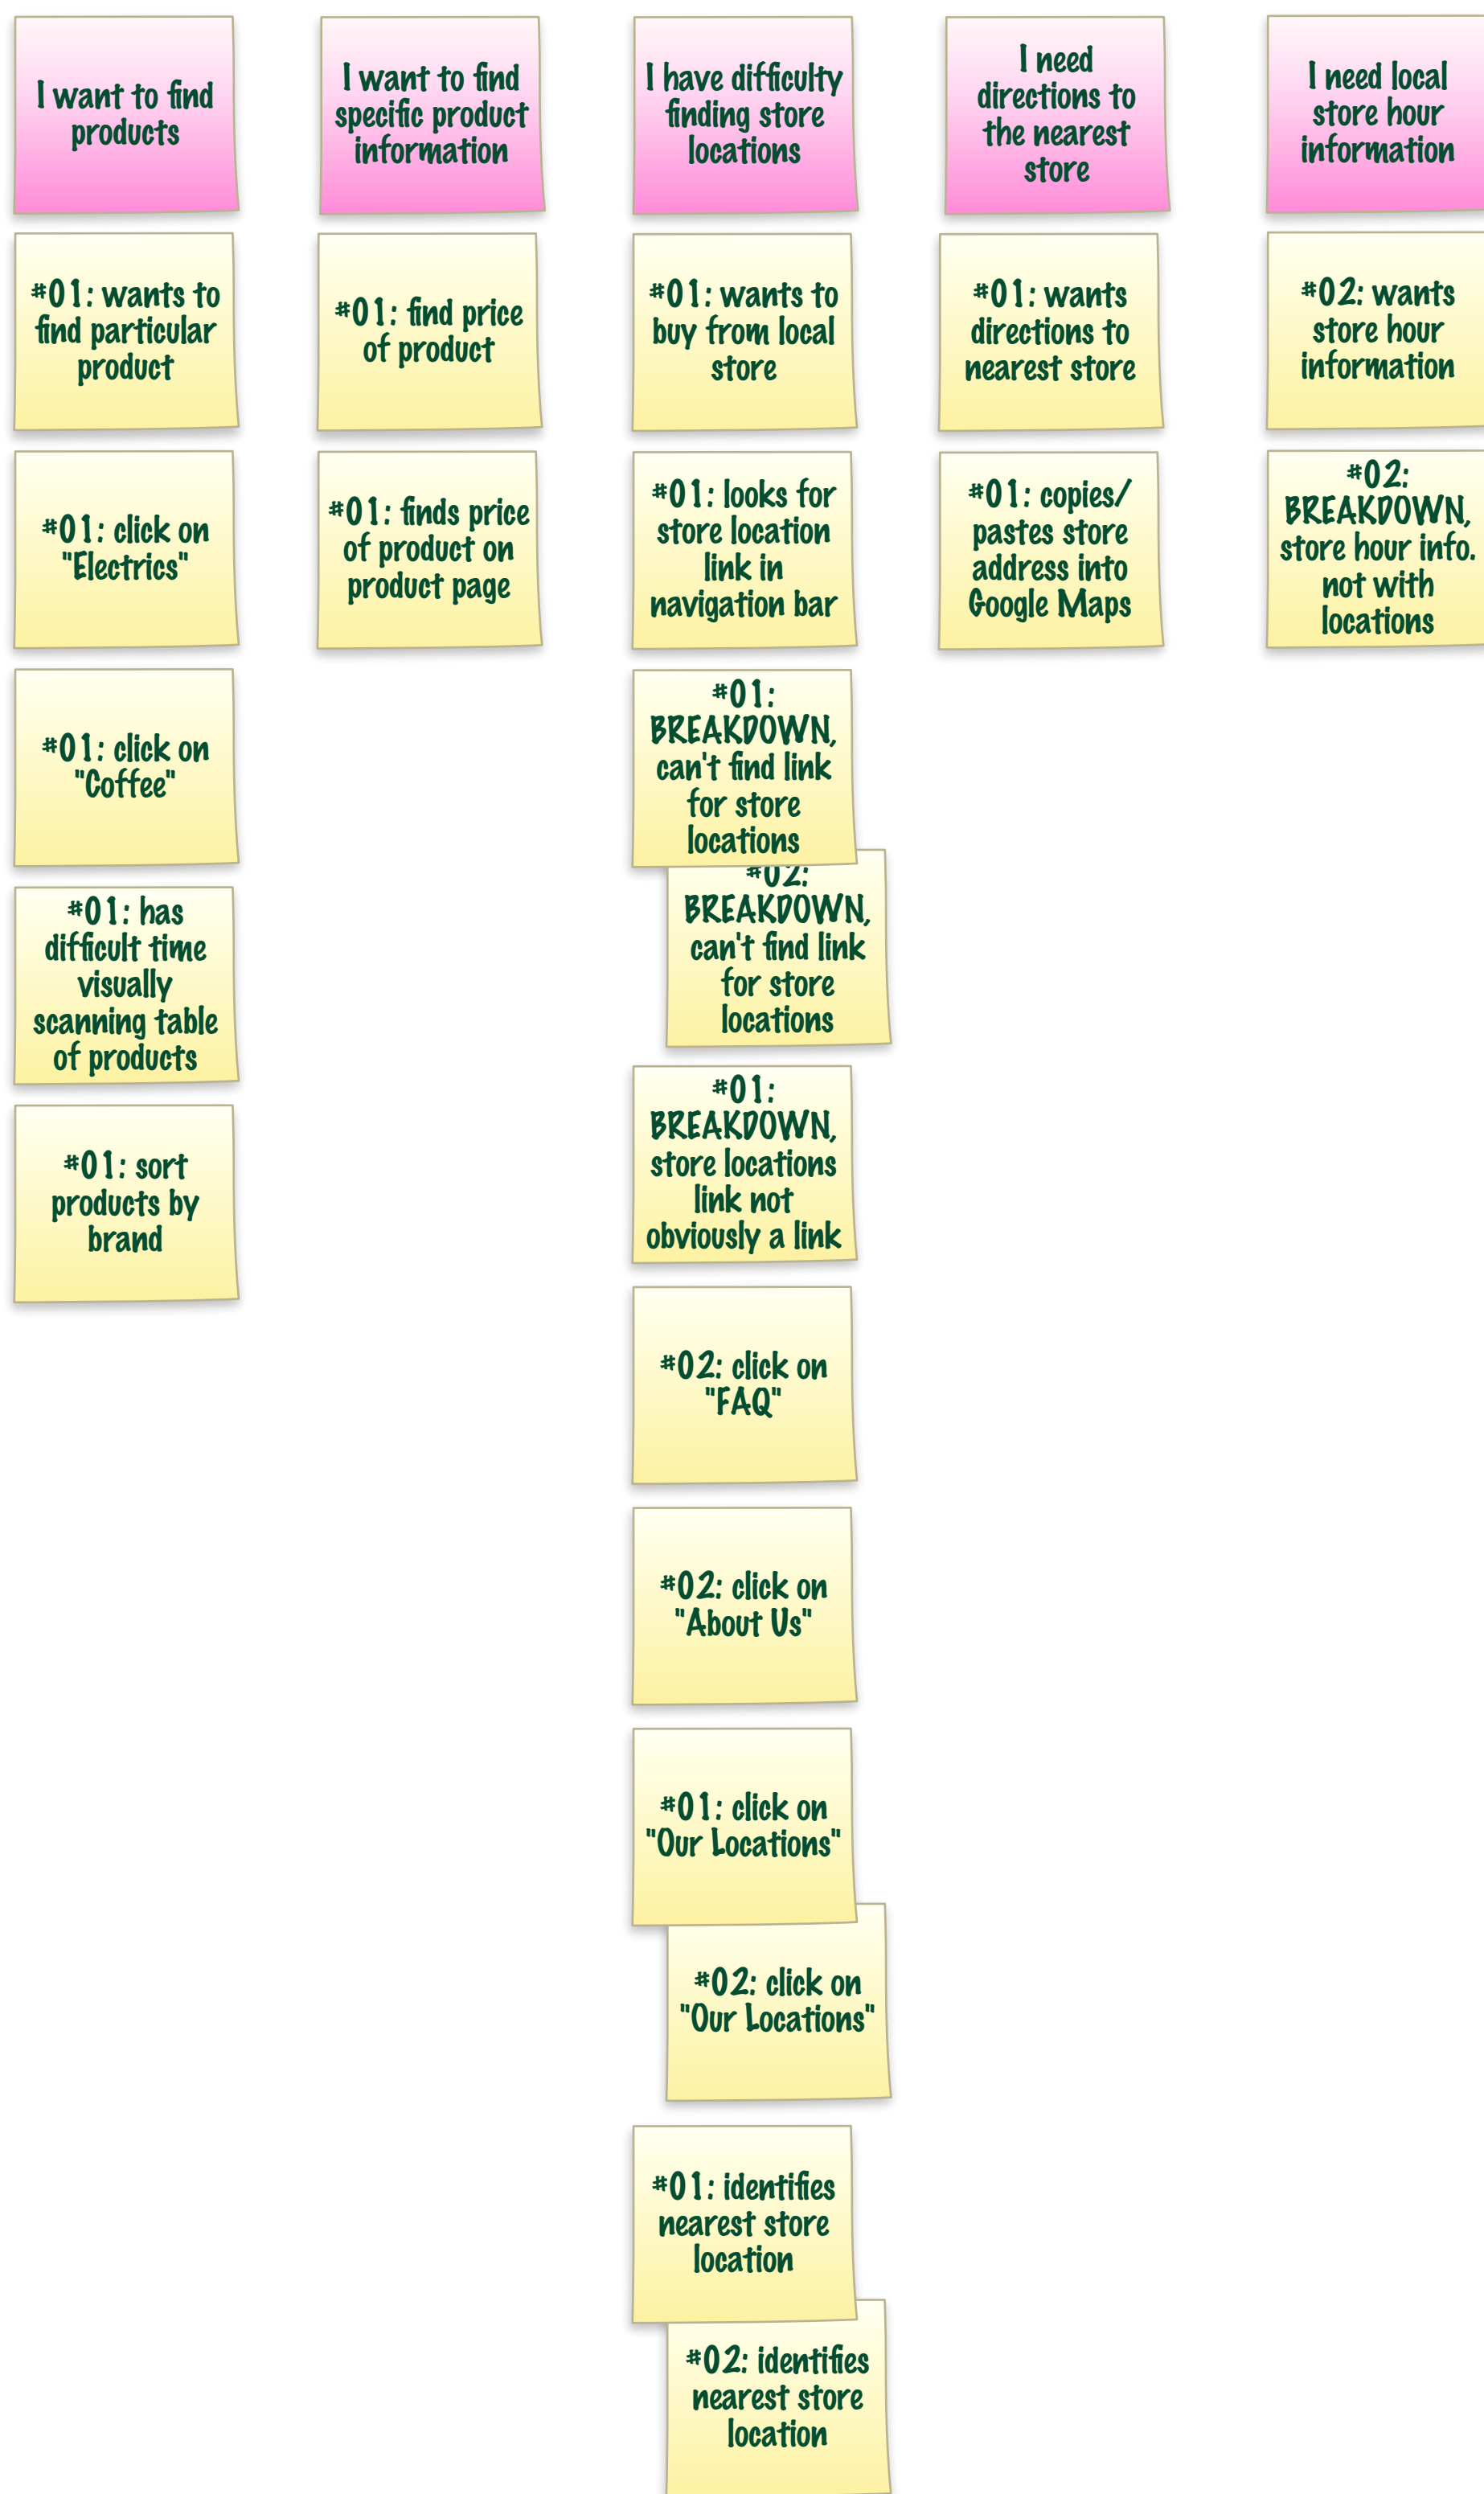 I want to find
products
I want to find
specific product
information
I have difficulty
finding store
locations
I need
directions to
the nearest
store
I need local
store hour
information
#01: wants to
find particular
product
#01: find price
of product
#01: wants to
buy from local
store
#01: wants
directions to
nearest store
#02: wants
store hour
information
#01: click on
"Electrics"
#01: finds price
of product on
product page
#01: looks for
store location
link in
navigation bar
#01: copies/
pastes store
address into
Google Maps
#02:
BREAKDOWN,
store hour info.
not with
locations
#01: click on
"Coffee"
#01:
BREAKDOWN,
can't find link
for store
locations
#02:
BREAKDOWN,
can't find link
for store
locations
#01: has
difficult time
visually
scanning table
of products
#01: sort
products by
brand
#01:
BREAKDOWN,
store locations
link not
obviously a link
#02: click on
"FAQ"
#02: click on
"About Us"
#01: click on
"Our Locations"
#02: click on
"Our Locations"
#01: identifies
nearest store
location
#02: identifies
nearest store
location